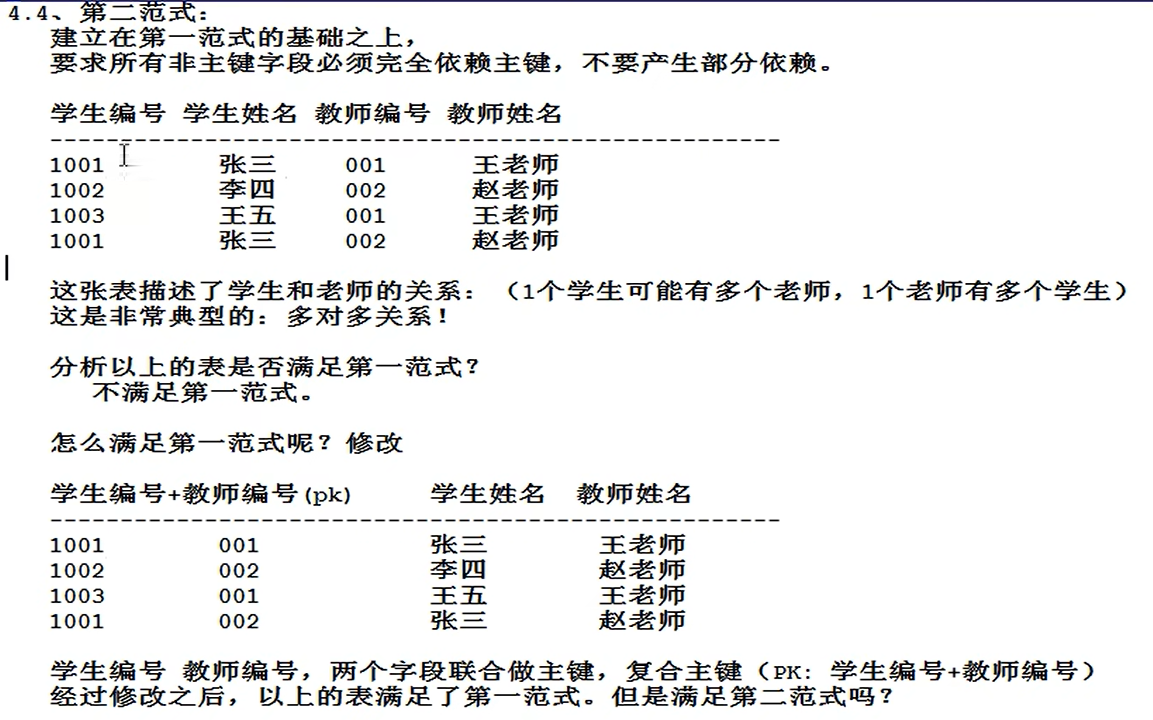 4.4、第二范式：
建立在第一范式的基础之上，
要求所有非主键字段必须完全依赖主键，不要产生部分依赖。
学生编号 学生姓名 教师编号 教师姓名
----------------------------------------------------
1001 张三 001 王老师
1002 李四 002 赵老师
1003 王五 001 王老师
1001 张三 002 赵老师
这张表描述了学生和老师的关系：（1个学生可能有多个老师，1个老师有多个学生）
这是非常典型的：多对多关系！
分析以上的表是否满足第一范式？
不满足第一范式。
怎么满足第一范式呢？修改
学生编号+教师编号(pk) 学生姓名 教师姓名
----------------------------------------------------
1001 001 张三 王老师
1002 002 李四 赵老师
1003 001 王五 王老师
1001 002 张三 赵老师
学生编号 教师编号，两个字段联合做主键，复合主键（PK: 学生编号+教师编号）
经过修改之后，以上的表满足了第一范式。但是满足第二范式吗？